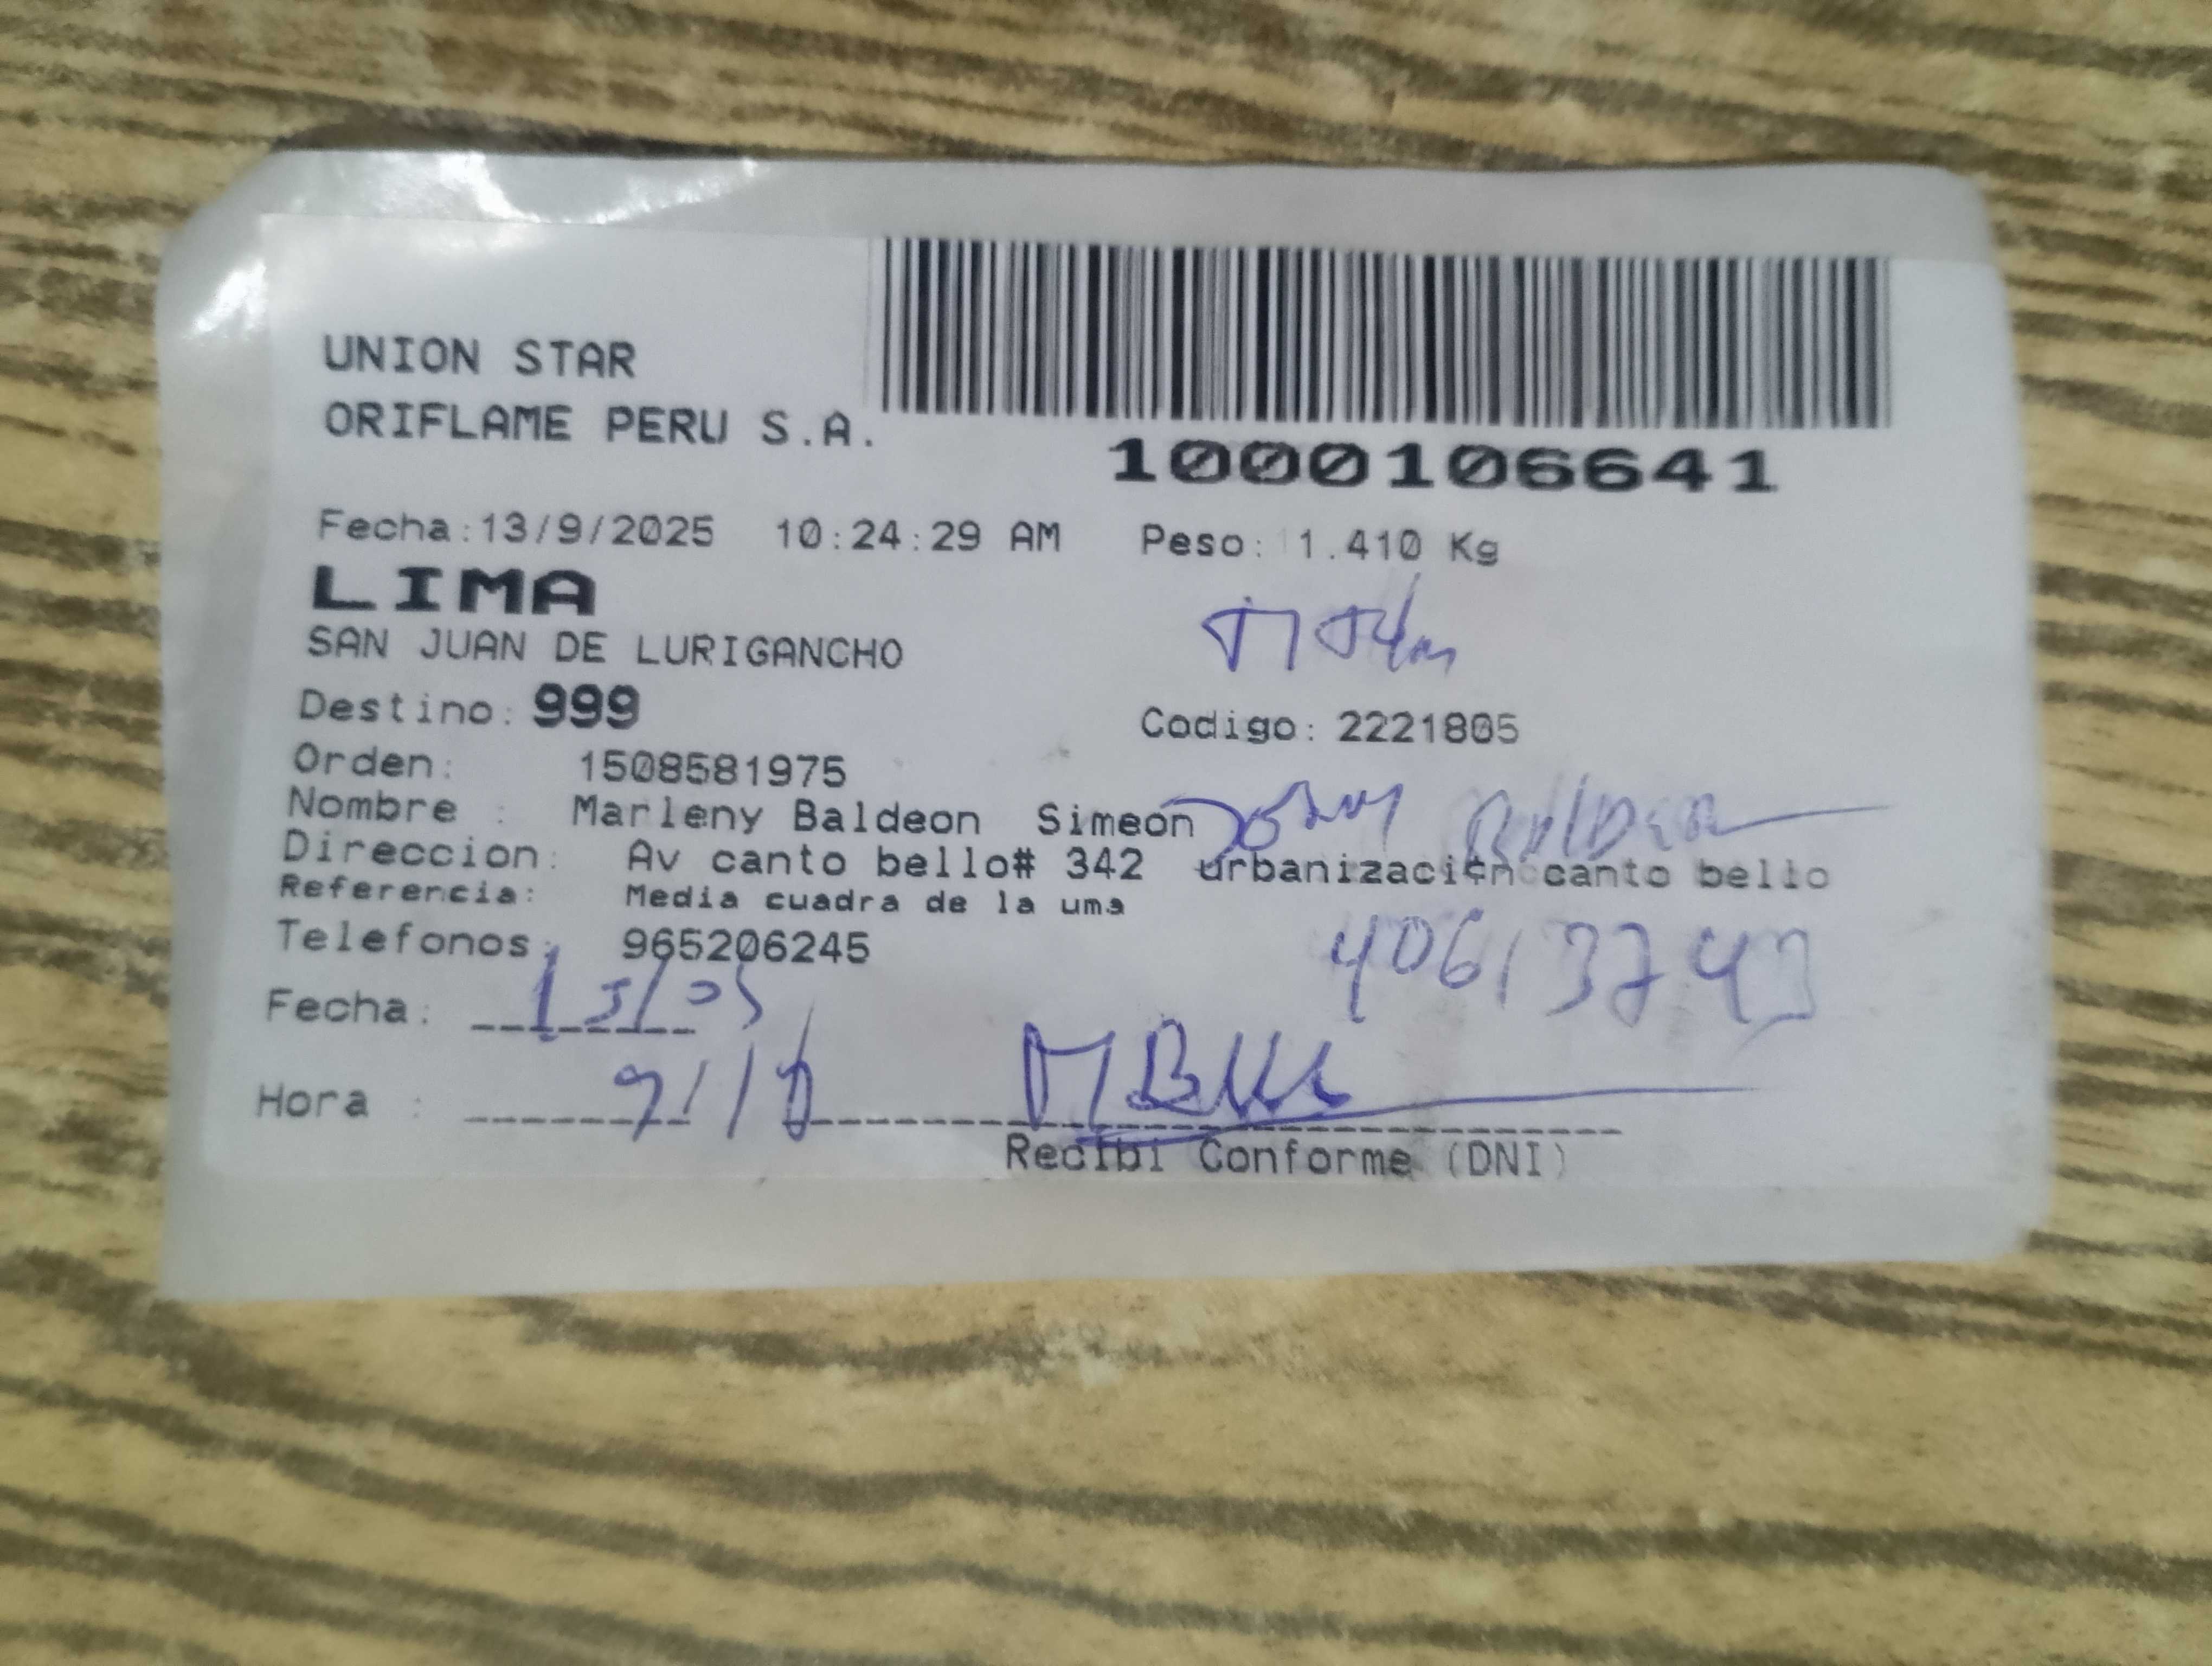 UNION STAR
ORIFLAME PERU S.A.
1000106641
Fecha:13/9/2025 10:24:29 AM Peso: 1.410 Kg
LIMA
SAN JUAN DE LURIGANCHO
Destino: 999 Codigo: 2221805
Orden: 1508581975
Nombre : Marleny Baldeon Simeon
Direccion: Av canto bello# 342 urbanización canto bello
Referencia: Media cuadra de la uma
Telefonos: 965206245
40613743
Fecha:
Hora :
Recibi Conforme (DNI)